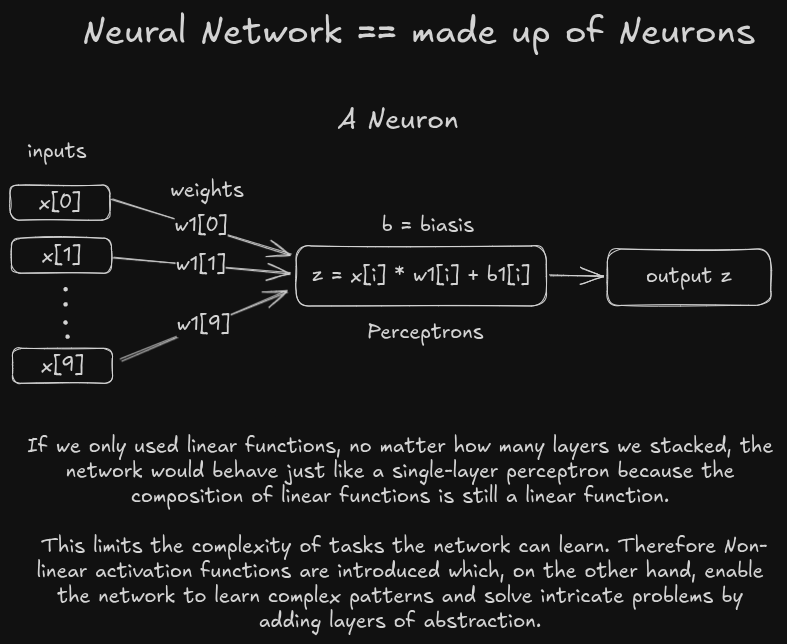 Neural Network == made up of Neurons
A Neuron
inputs
weights
x[0]
w1[0]
b = biasis
x[1]
w1[1]
z = x[i] * w1[i] + b1[i]
output z
w1[9]
Perceptrons
x[9]
If we only used linear functions, no matter how many layers we stacked, the
network would behave just like a single-layer perceptron because the
composition of linear functions is still a linear function.
This limits the complexity of tasks the network can learn. Therefore Non-
linear activation functions are introduced which, on the other hand, enable
the network to learn complex patterns and solve intricate problems by
adding layers of abstraction.